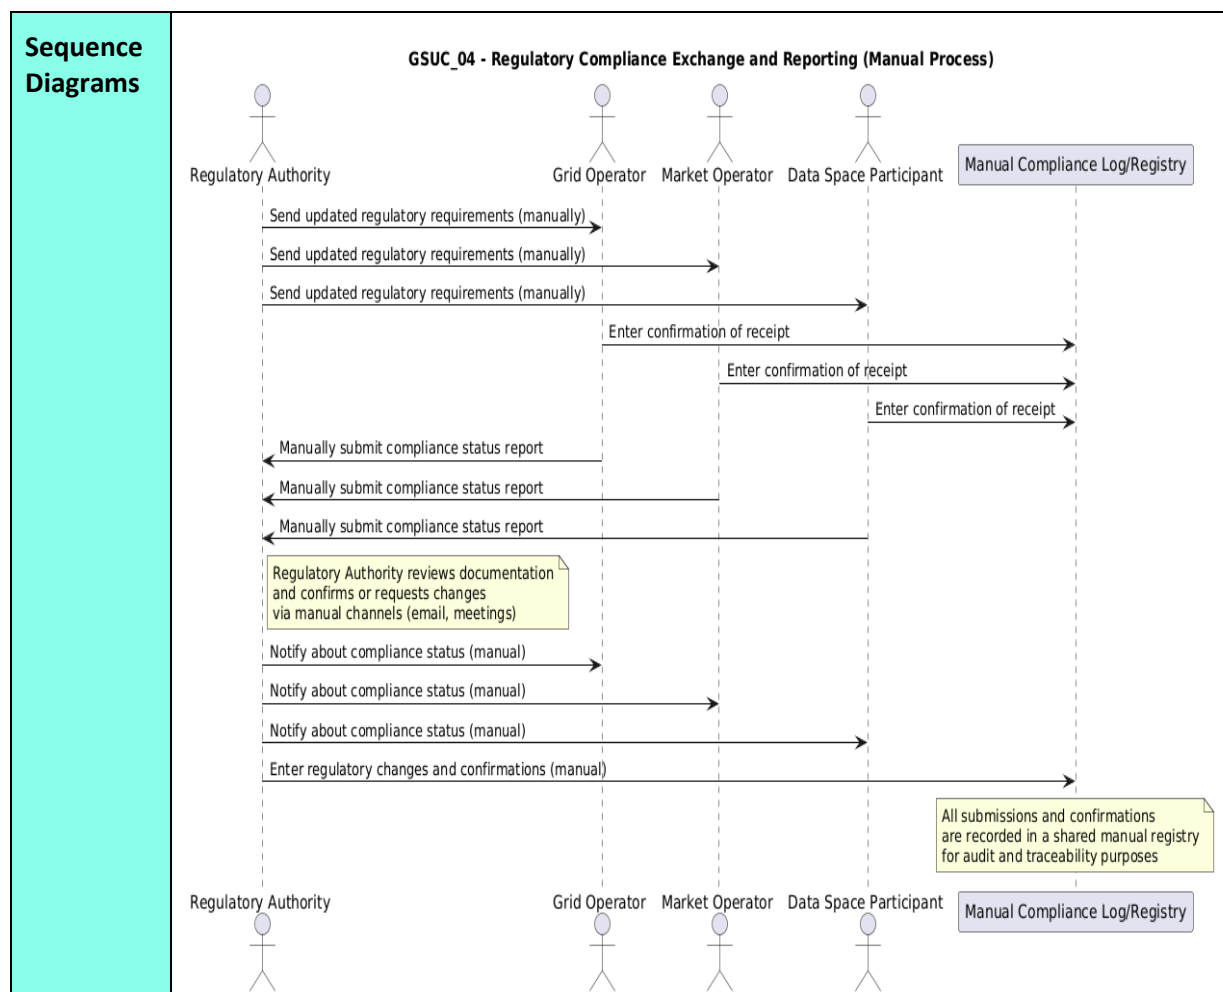 Sequence
Diagrams
GSUC_04 - Regulatory Compliance Exchange and Reporting (Manual Process)
Regulatory Authority
Grid Operator
Market Operator
Data Space Participant
Manual Compliance Log/Registry
Send updated regulatory requirements (manually)
Send updated regulatory requirements (manually)
Send updated regulatory requirements (manually)
Enter confirmation of receipt
Enter confirmation of receipt
Enter confirmation of receipt
Manually submit compliance status report
Manually submit compliance status report
Manually submit compliance status report
Regulatory Authority reviews documentation
and confirms or requests changes
via manual channels (email, meetings)
Notify about compliance status (manual)
Notify about compliance status (manual)
Notify about compliance status (manual)
Enter regulatory changes and confirmations (manual)
All submissions and confirmations
are recorded in a shared manual registry
for audit and traceability purposes
Regulatory Authority
Grid Operator
Market Operator
Data Space Participant
Manual Compliance Log/Registry